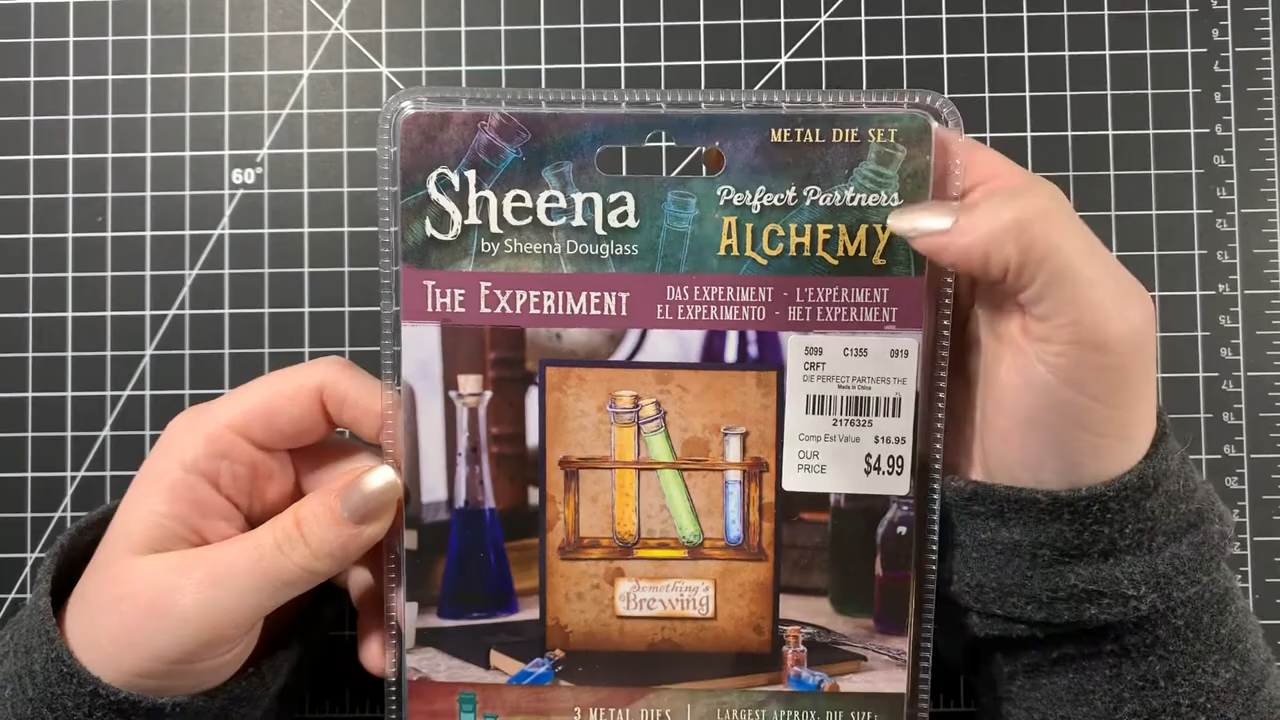 METAL DIE SET
Sheena
by Sheena Douglass
Perfect Partners
ALCHEMY
THE EXPERIMENT
DAS EXPERIMENT - L'EXPÉRIMENT
EL EXPERIMENTO - HET EXPERIMENT
5099 C1355 0919
CRFT
DIE PERFECT PARTNERS THE
Made in China
2176325
Comp Est Value $16.95
OUR PRICE $4.99
Something's
Brewing
3 METAL DIES
LARGEST APPROX. DIE SIZE:
60°